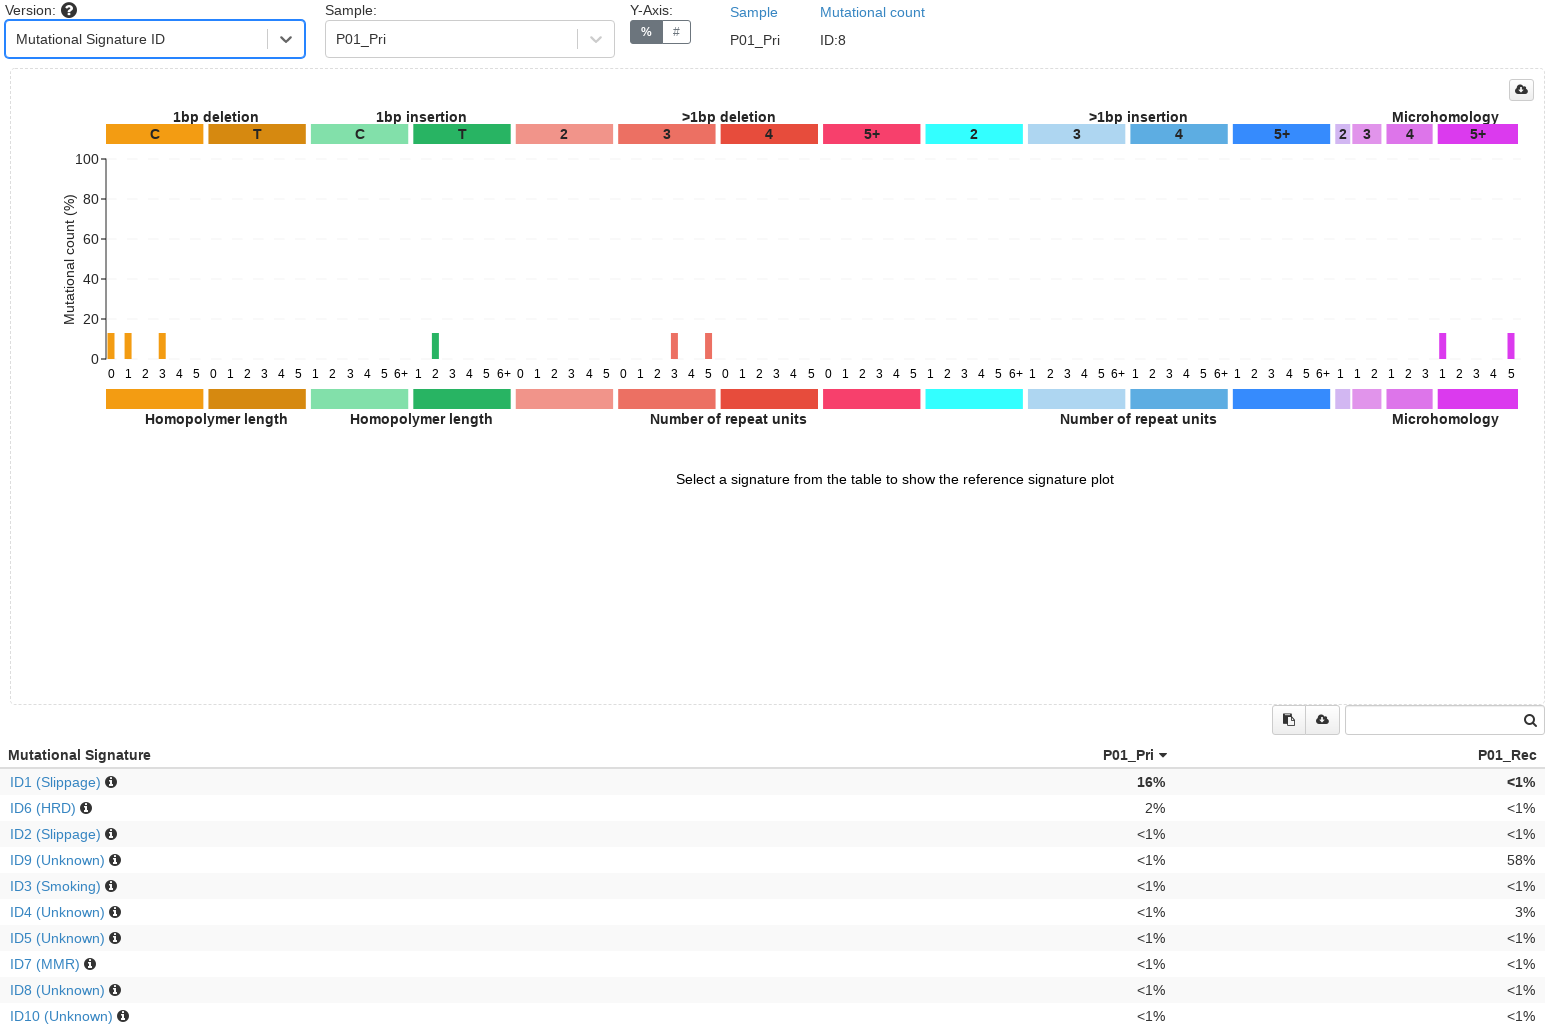 Version:
Sample:
Y-Axis:
Sample
Mutational count
Mutational Signature ID
P01_Pri
% #
P01_Pri
ID:8
1bp deletion 1bp insertion >1bp deletion >1bp insertion Microhomology
C T C T 2 3 4 5+ 2 3 4 5+ 2 3 4 5+
100
80
60
40
20
0
Mutational count (%)
0 1 2 3 4 5 0 1 2 3 4 5 1 2 3 4 5 6+ 1 2 3 4 5 6+ 0 1 2 3 4 5 0 1 2 3 4 5 0 1 2 3 4 5 0 1 2 3 4 5 1 2 3 4 5 6+ 1 2 3 4 5 6+ 1 2 3 4 5 6+ 1 2 3 4 5 6+ 1 1 2 1 2 3 1 2 3 4 5
Homopolymer length Homopolymer length Number of repeat units Number of repeat units Microhomology
Select a signature from the table to show the reference signature plot
Mutational Signature P01_Pri P01_Rec
ID1 (Slippage) 16% <1%
ID6 (HRD) 2% <1%
ID2 (Slippage) <1% <1%
ID9 (Unknown) <1% 58%
ID3 (Smoking) <1% <1%
ID4 (Unknown) <1% 3%
ID5 (Unknown) <1% <1%
ID7 (MMR) <1% <1%
ID8 (Unknown) <1% <1%
ID10 (Unknown) <1% <1%